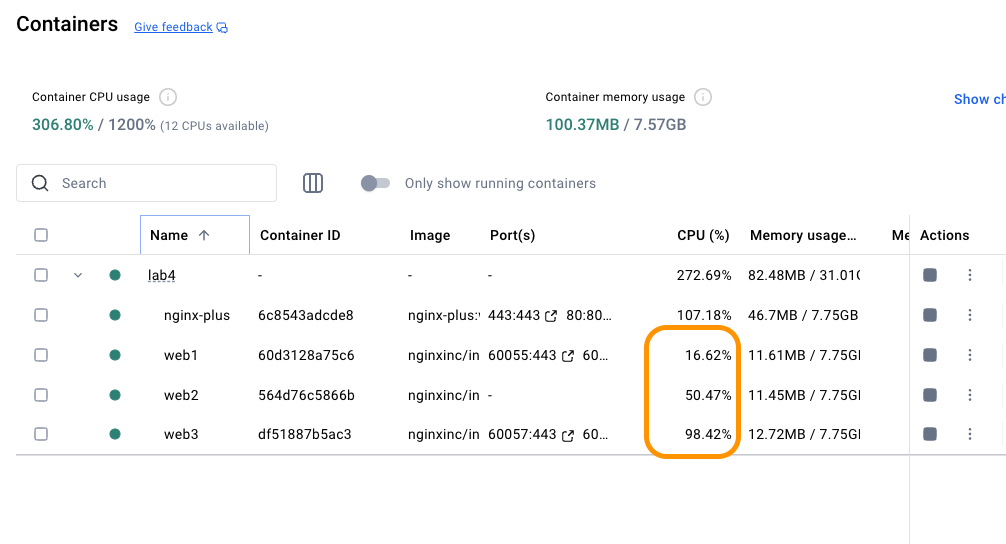 Containers Give feedback
Container CPU usage Container memory usage
306.80% / 1200% (12 CPUs available) 100.37MB / 7.57GB Show ch
Search Only show running containers
Name Container ID Image Port(s) CPU (%) Memory usage... Me Actions
lab4 - - - 272.69% 82.48MB / 31.01G
nginx-plus 6c8543adcde8 nginx-plus: 443:443 80:80... 107.18% 46.7MB / 7.75GB
web1 60d3128a75c6 nginxinc/in 60055:443 60... 16.62% 11.61MB / 7.75GI
web2 564d76c5866b nginxinc/in - 50.47% 11.45MB / 7.75GI
web3 df51887b5ac3 nginxinc/in 60057:443 60... 98.42% 12.72MB / 7.75GI